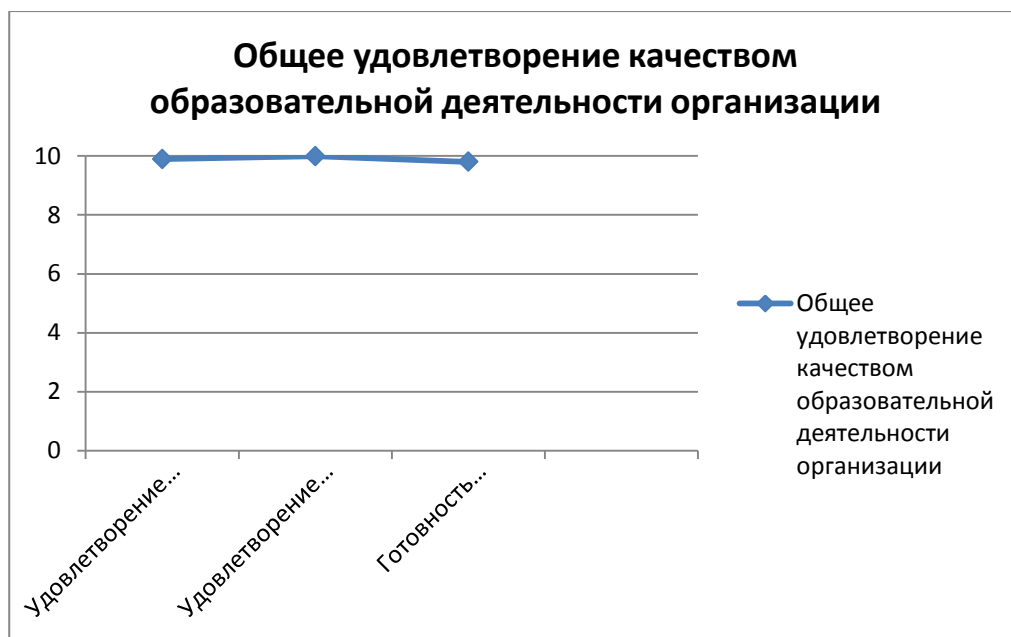 Общее удовлетворение качеством
образовательной деятельности организации
10
8
6
4
2
0
Удовлетворение...
Удовлетворение...
Готовность...
Общее
удовлетворение
качеством
образовательной
деятельности
организации